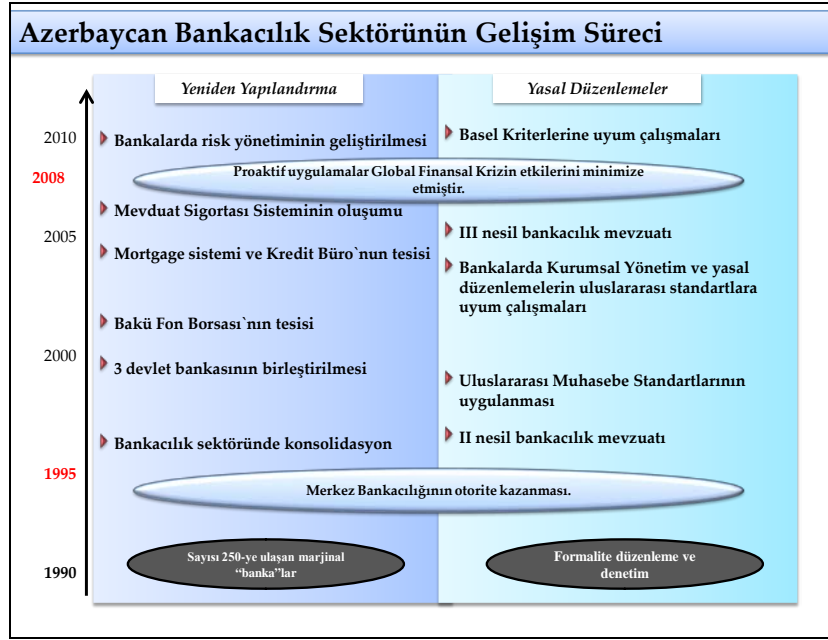 Azerbaycan Bankacılık Sektörünün Gelişim Süreci
Yeniden Yapılandırma
Yasal Düzenlemeler
2010
Bankalarda risk yönetiminin geliştirilmesi
Basel Kriterlerine uyum çalışmaları
2008
Proaktif uygulamalar Global Finansal Krizin etkilerini minimize
etmiştir.
Mevduat Sigortası Sisteminin oluşumu
2005
III nesil bankacılık mevzuatı
Mortgage sistemi ve Kredit Büro`nun tesisi
Bankalarda Kurumsal Yönetim ve yasal
düzenlemelerin uluslararası standartlara
uyum çalışmaları
Bakü Fon Borsası`nın tesisi
2000
3 devlet bankasının birleştirilmesi
Uluslararası Muhasebe Standartlarının
uygulanması
Bankacılık sektöründe konsolidasyon
II nesil bankacılık mevzuatı
1995
Merkez Bankacılığının otorite kazanması.
Sayısı 250-ye ulaşan marjinal
“banka”lar
Formalite düzenleme ve
denetim
1990